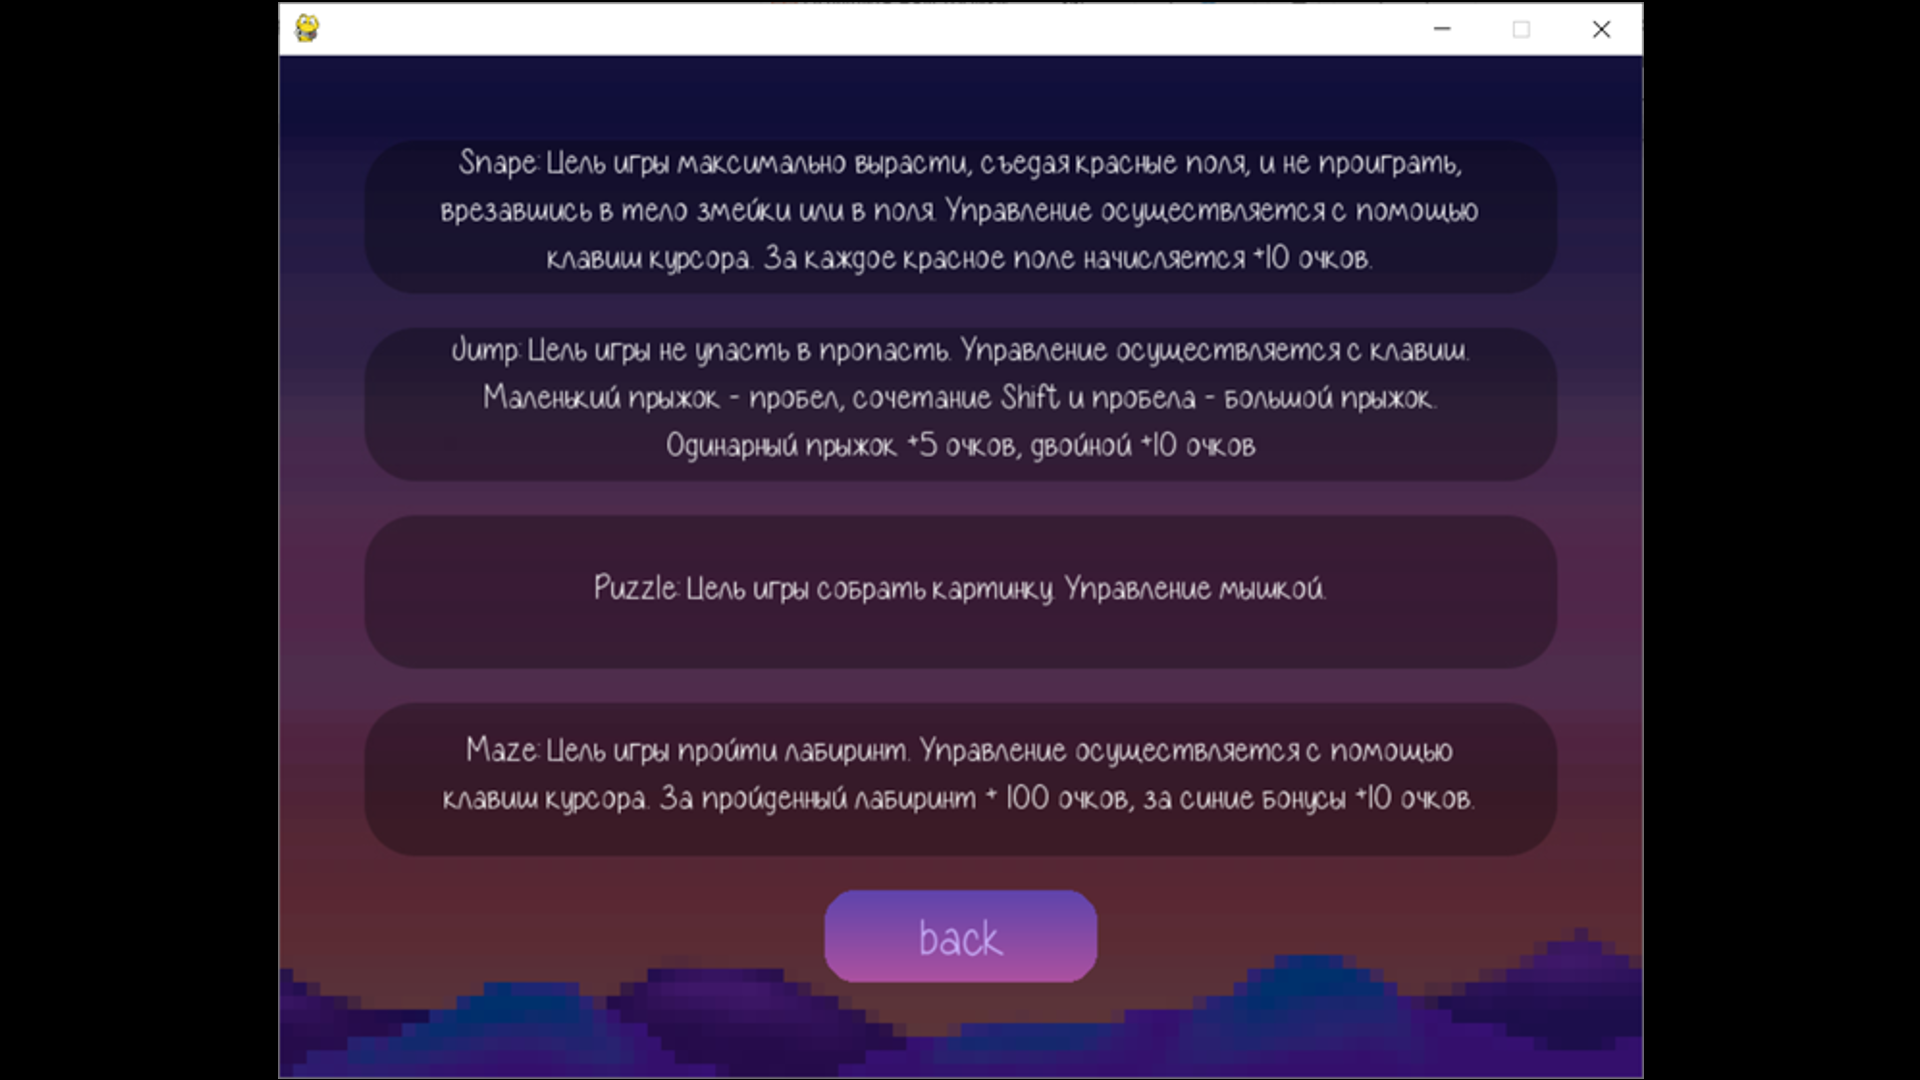 Snape: Цель игры максимально вырасти, съедая красные поля, и не проиграть,
врезавшись в тело змейки или в поля. Управление осуществляется с помощью
клавиш курсора. За каждое красное поле начисляется +10 очков.
Jump: Цель игры не упасть в пропасть. Управление осуществляется с клавиш.
Маленький прыжок - пробел, сочетание Shift и пробела - большой прыжок.
Одинарный прыжок +5 очков, двойной +10 очков
Puzzle: Цель игры собрать картинку. Управление мышкой.
Maze: Цель игры пройти лабиринт. Управление осуществляется с помощью
клавиш курсора. За пройденный лабиринт + 100 очков, за синие бонусы +10 очков.
back